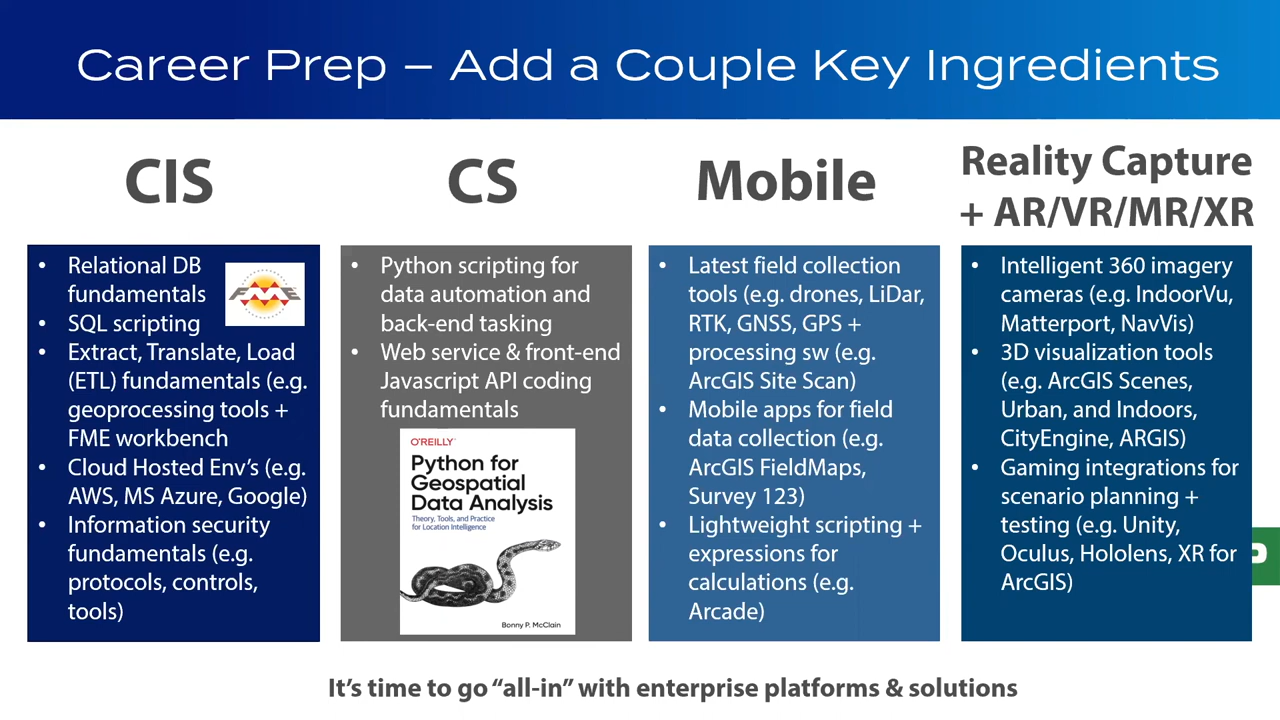 Career Prep – Add a Couple Key Ingredients
CIS
• Relational DB
fundamentals
• SQL scripting
• Extract, Translate, Load
(ETL) fundamentals (e.g.
geoprocessing tools +
FME workbench
• Cloud Hosted Env’s (e.g.
AWS, MS Azure, Google)
• Information security
fundamentals (e.g.
protocols, controls,
tools)
FME
CS
• Python scripting for
data automation and
back-end tasking
• Web service & front-end
Javascript API coding
fundamentals
O'REILLY
Python for
Geospatial
Data Analysis
Theory, Tools, and Practice
for Location Intelligence
Bonny P. McClain
Mobile
• Latest field collection
tools (e.g. drones, LiDar,
RTK, GNSS, GPS +
processing sw (e.g.
ArcGIS Site Scan)
• Mobile apps for field
data collection (e.g.
ArcGIS FieldMaps,
Survey 123)
• Lightweight scripting +
expressions for
calculations (e.g.
Arcade)
Reality Capture
+ AR/VR/MR/XR
• Intelligent 360 imagery
cameras (e.g. IndoorVu,
Matterport, NavVis)
• 3D visualization tools
(e.g. ArcGIS Scenes,
Urban, and Indoors,
CityEngine, ARGIS)
• Gaming integrations for
scenario planning +
testing (e.g. Unity,
Oculus, Hololens, XR for
ArcGIS)
It’s time to go “all-in” with enterprise platforms & solutions